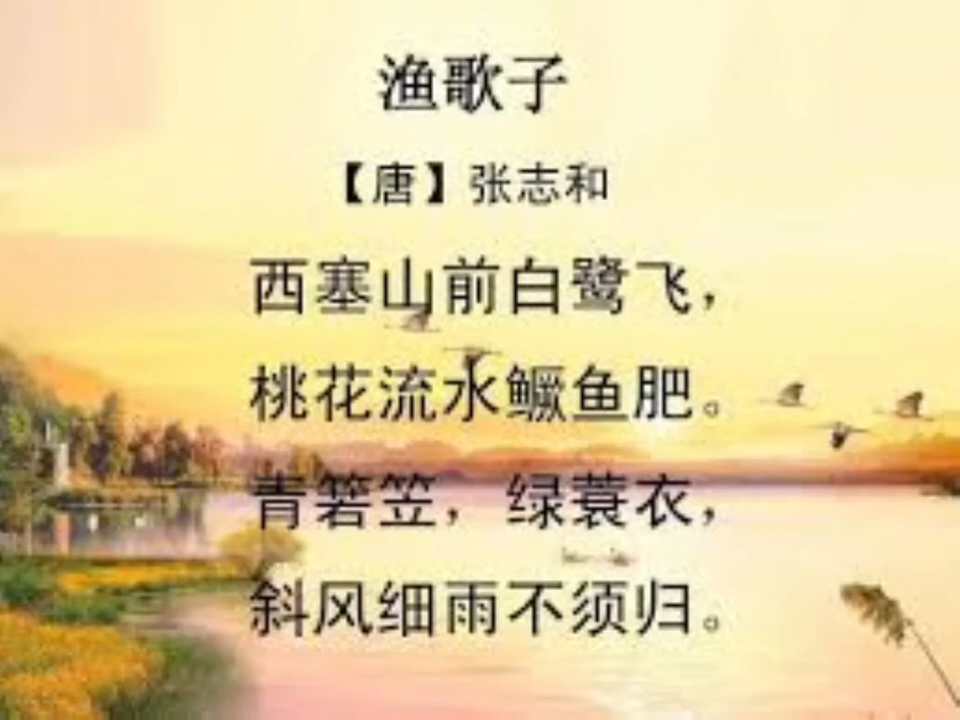 渔歌子
【唐】张志和
西塞山前白鹭飞，
桃花流水鳜鱼肥。
青箬笠，绿蓑衣，
斜风细雨不须归。